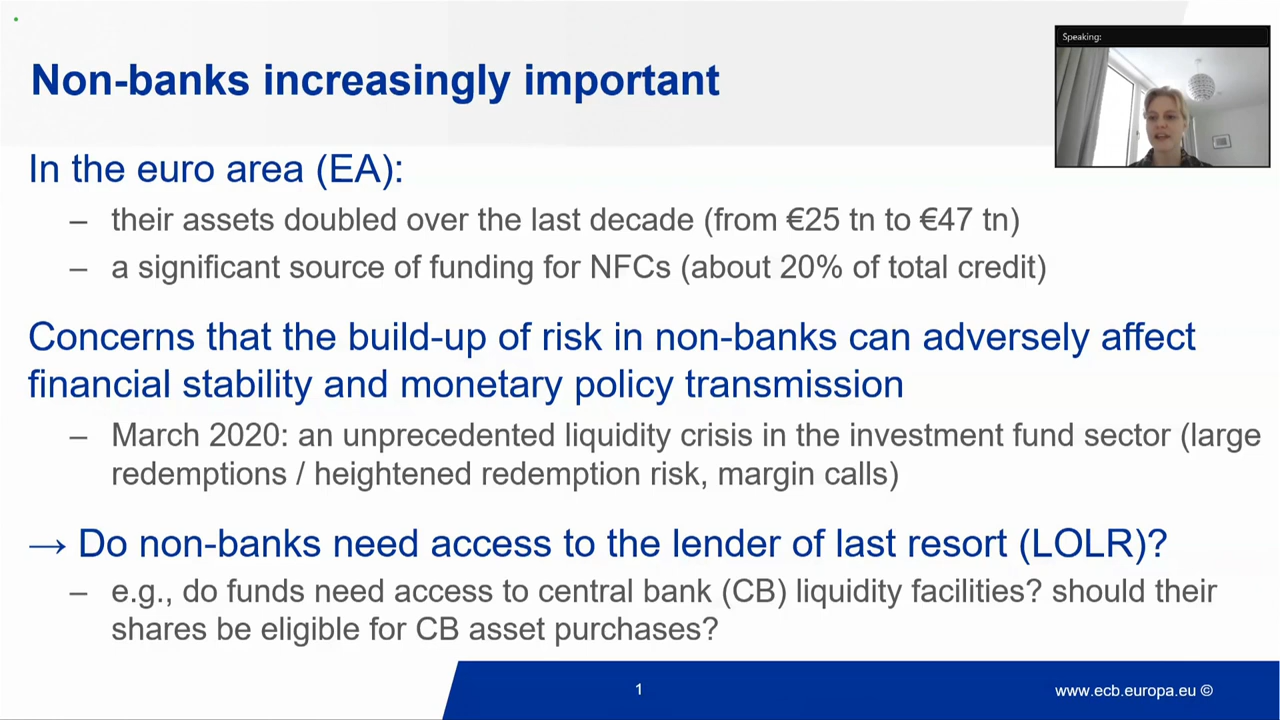 Speaking:
Non-banks increasingly important
In the euro area (EA):
– their assets doubled over the last decade (from €25 tn to €47 tn)
– a significant source of funding for NFCs (about 20% of total credit)
Concerns that the build-up of risk in non-banks can adversely affect
financial stability and monetary policy transmission
– March 2020: an unprecedented liquidity crisis in the investment fund sector (large
redemptions / heightened redemption risk, margin calls)
→ Do non-banks need access to the lender of last resort (LOLR)?
– e.g., do funds need access to central bank (CB) liquidity facilities? should their
shares be eligible for CB asset purchases?
1
www.ecb.europa.eu ©